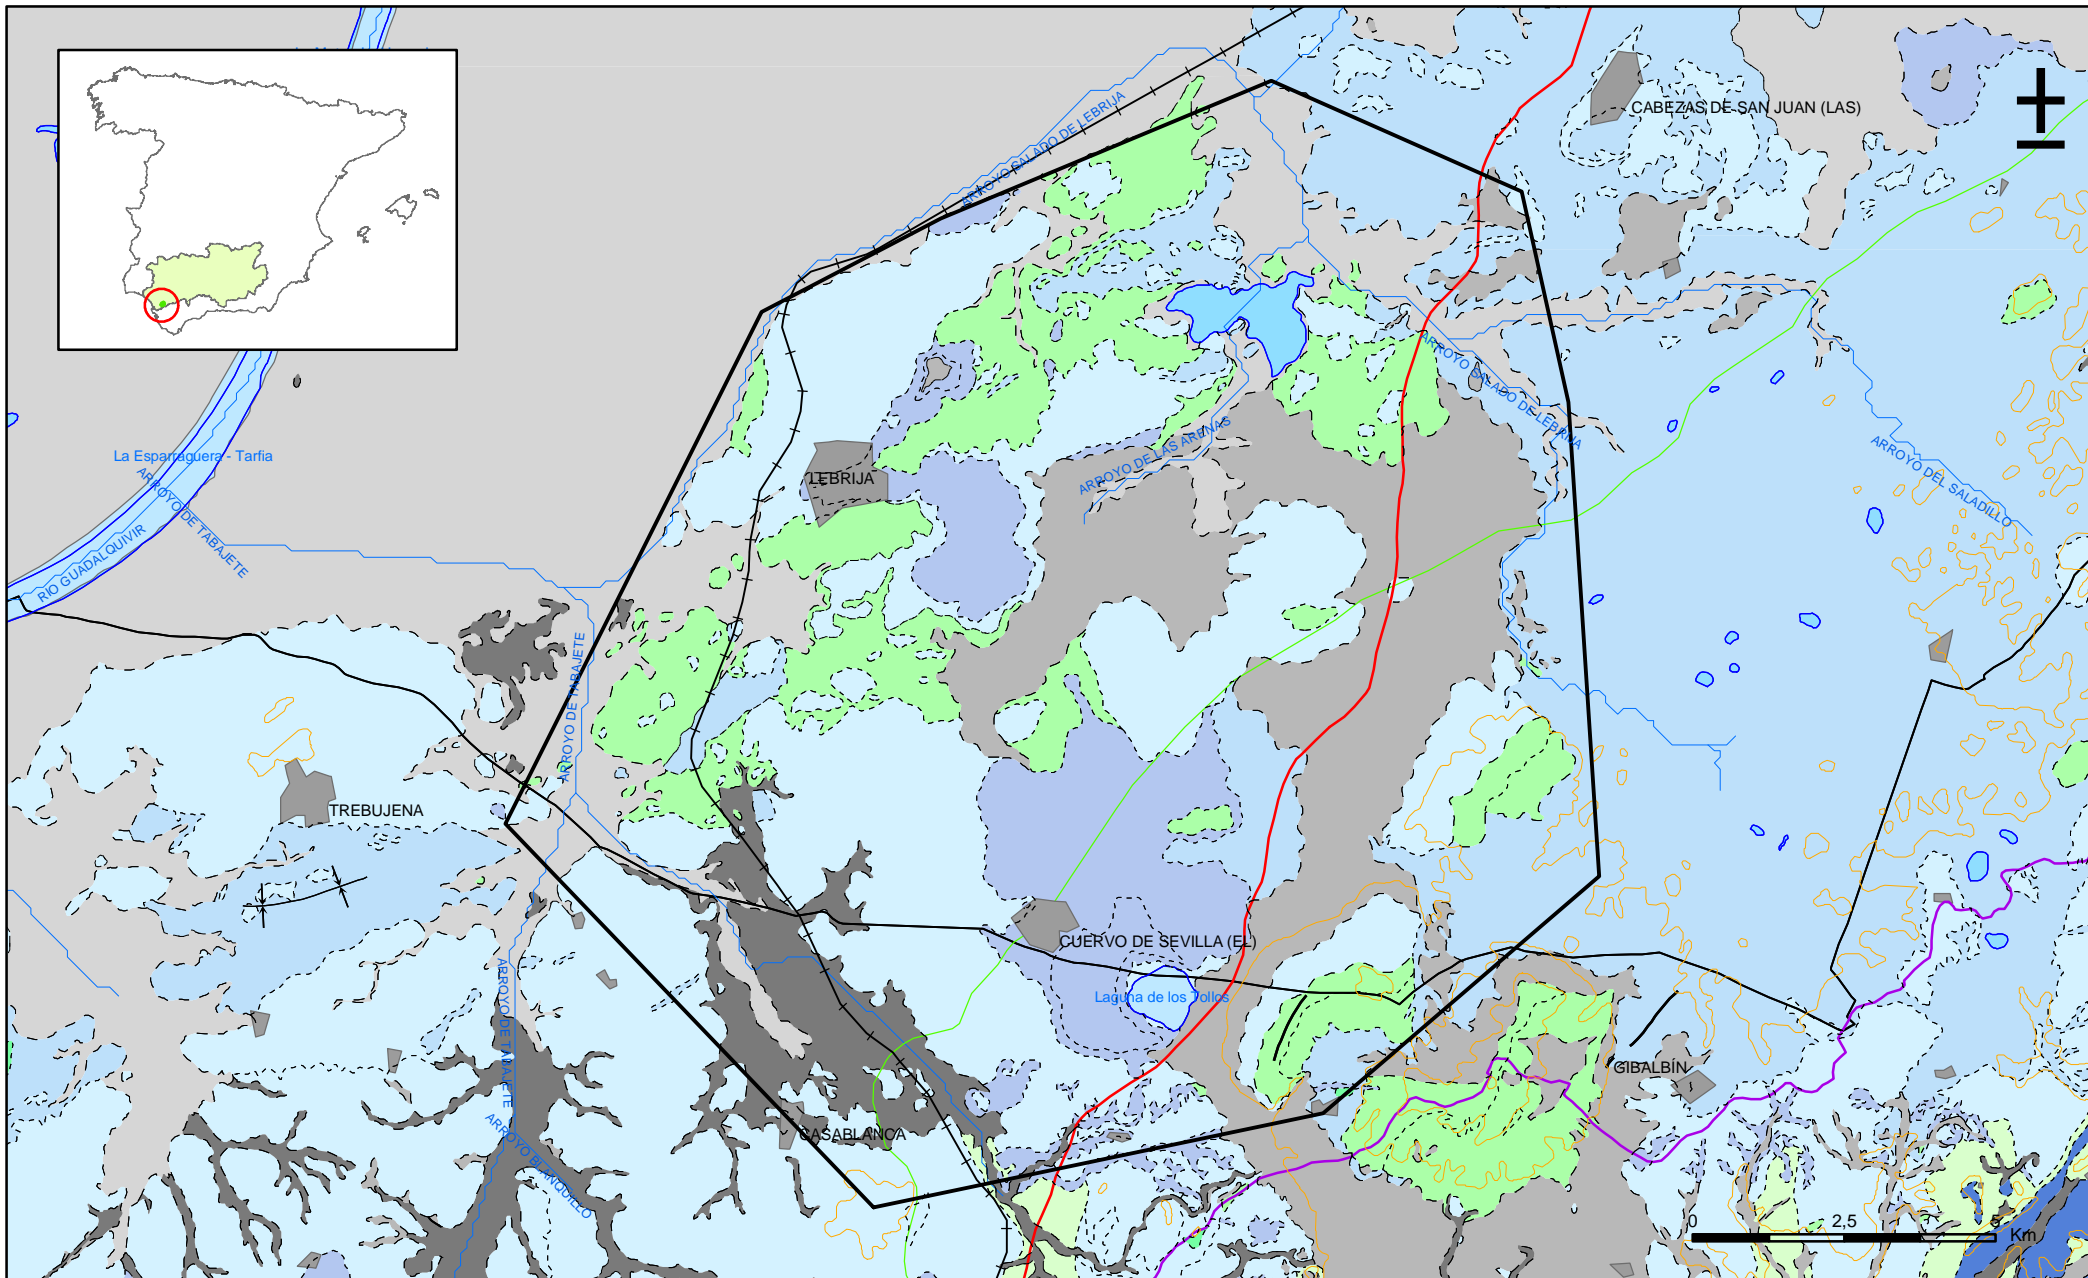 CABEZAS DE SAN JUAN (LAS)
ARROYO SALADO DE LEBRIJA
ARROYO SALADO DE LEBRIJA
ARROYO DEL SALADILLO
La Esparraguera - Tarfia
ARROYO DE TABAJETE
RIO GUADALQUIVIR
LEBRIJA
ARROYO DE LAS ARENAS
ARROYO DE TABAJETE
TREBUJENA
CUERVO DE SEVILLA (EL)
Laguna de los Tollos
ARROYO DE TABAJETE
GIBALBÍN
CASABLANCA
ARROYO BLANQUILLO
0 2,5 5
Km